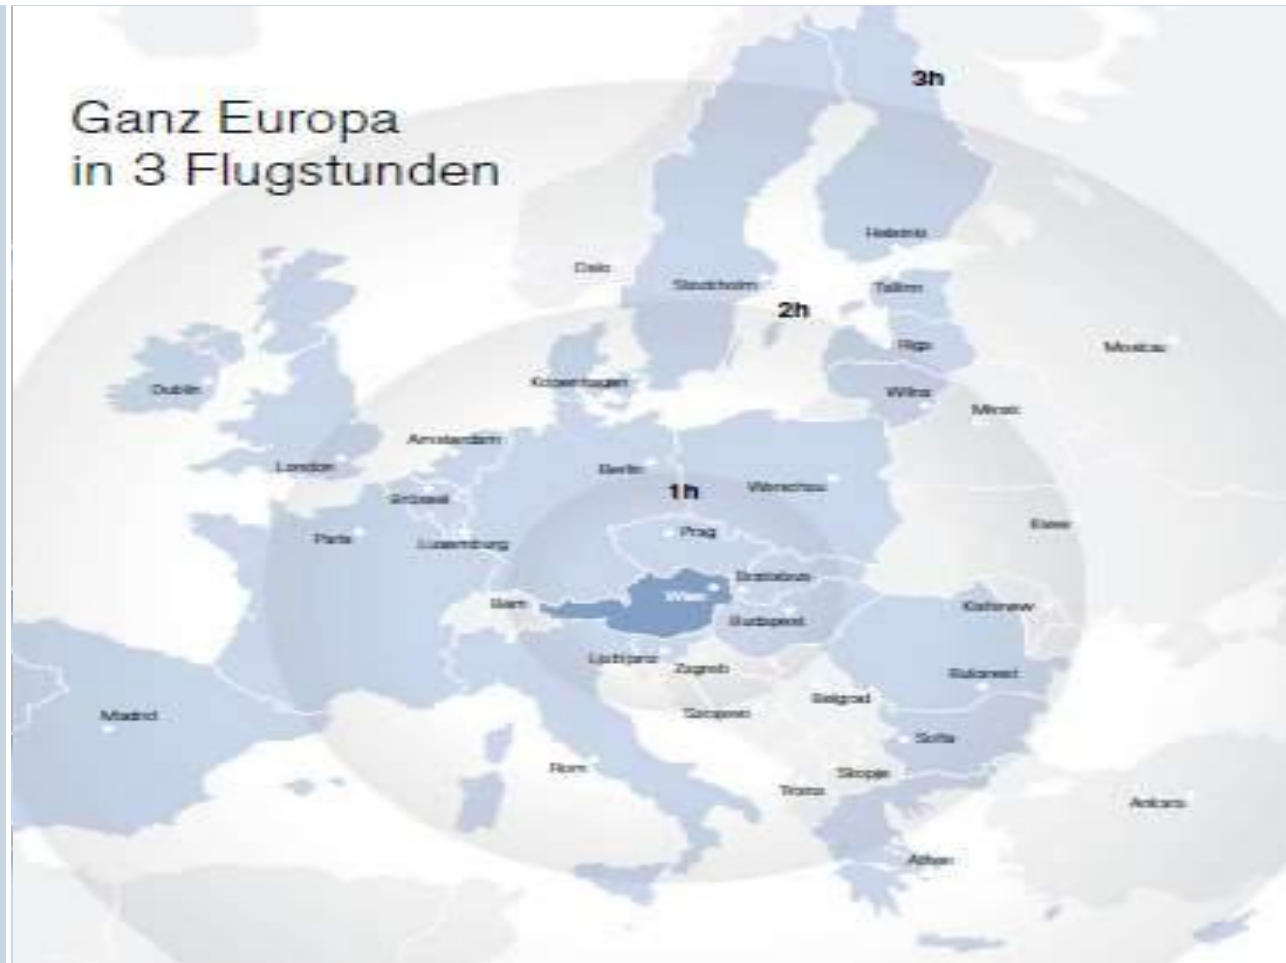 Ganz Europa
in 3 Flugstunden
3h
Helsinki
Oslo
Stockholm
Tallinn
2h
Riga
Moskau
Dublin
Kopenhagen
Wilna
Minsk
Amsterdam
London
Berlin
1h
Warschau
Brüssel
Kiew
Paris
Luxemburg
Prag
Bratislava
Wien
Bern
Budapest
Kishinew
Ljubljana
Zagreb
Bukarest
Belgrad
Madrid
Sarajewo
Sofia
Rom
Skopje
Tirana
Ankara
Athen